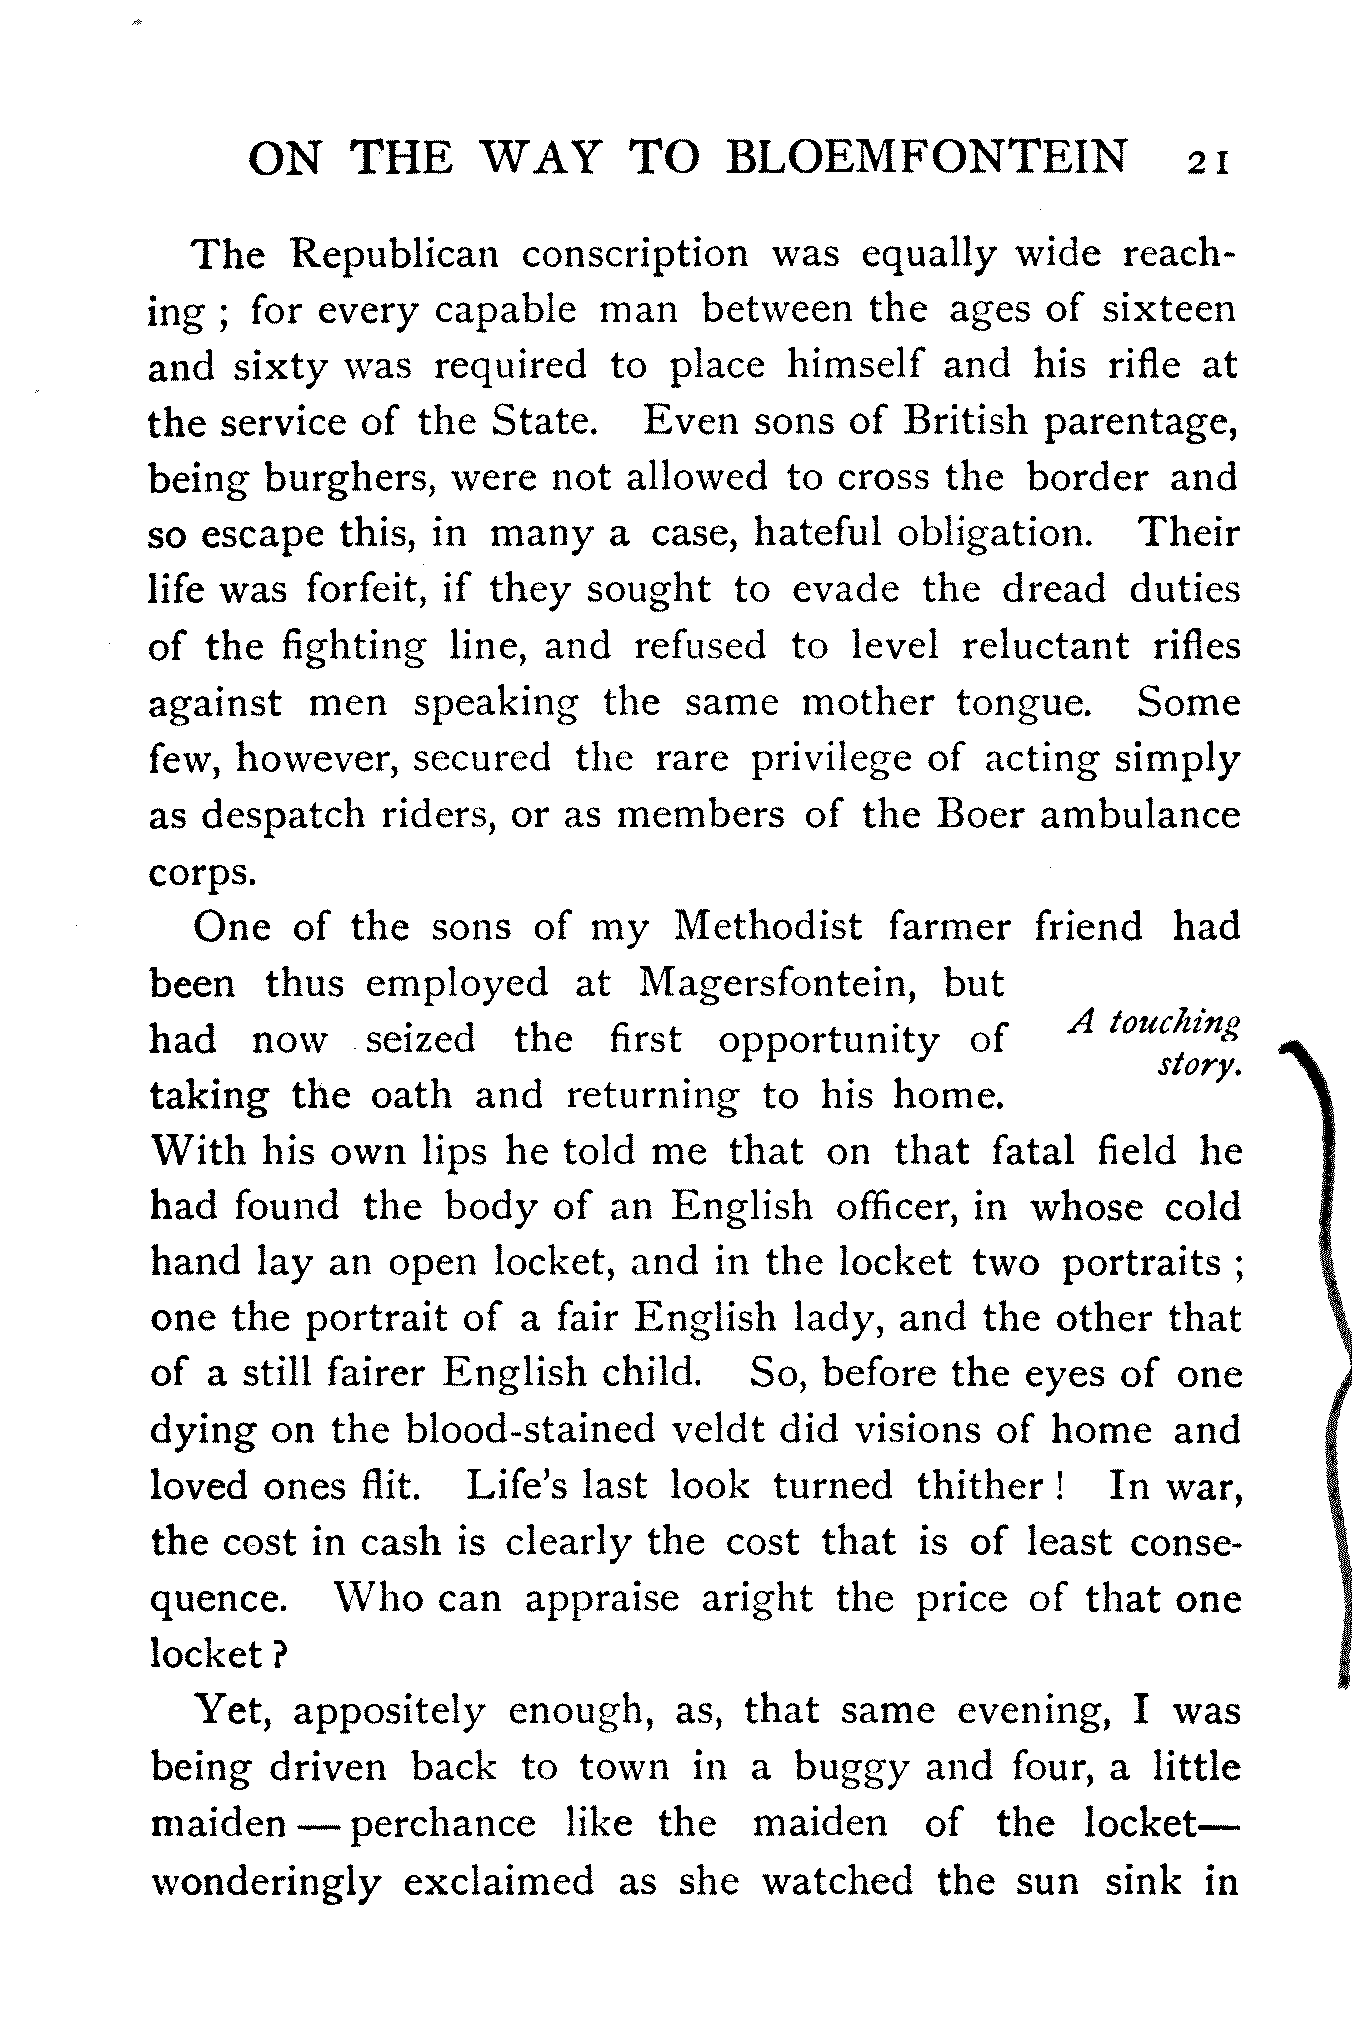 ON THE WAY TO BLOEMFONTEIN 21
The Republican conscription was equally wide reach-
ing ; for every capable man between the ages of sixteen
and sixty was required to place himself and his rifle at
the service of the State. Even sons of British parentage,
being burghers, were not allowed to cross the border and
so escape this, in many a case, hateful obligation. Their
life was forfeit, if they sought to evade the dread duties
of the fighting line, and refused to level reluctant rifles
against men speaking the same mother tongue. Some
few, however, secured the rare privilege of acting simply
as despatch riders, or as members of the Boer ambulance
corps.
One of the sons of my Methodist farmer friend had
been thus employed at Magersfontein, but
had now seized the first opportunity of
taking the oath and returning to his home.
A touching
story.
With his own lips he told me that on that fatal field he
had found the body of an English officer, in whose cold
hand lay an open locket, and in the locket two portraits ;
one the portrait of a fair English lady, and the other that
of a still fairer English child. So, before the eyes of one
dying on the blood-stained veldt did visions of home and
loved ones flit. Life's last look turned thither ! In war,
the cost in cash is clearly the cost that is of least conse-
quence. Who can appraise aright the price of that one
locket ?
Yet, appositely enough, as, that same evening, I was
being driven back to town in a buggy and four, a little
maiden — perchance like the maiden of the locket—
wonderingly exclaimed as she watched the sun sink in